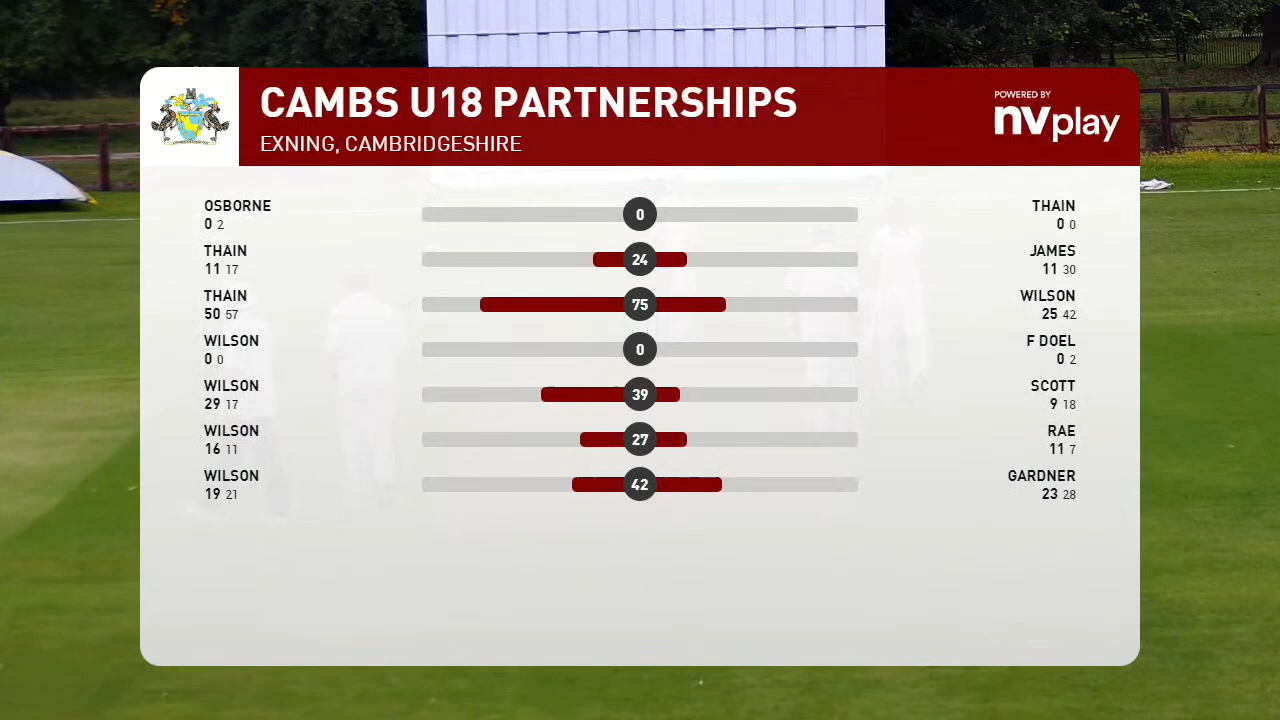 CAMBS U18 PARTNERSHIPS
EXNING, CAMBRIDGESHIRE
POWERED BY
nvplay
OSBORNE 0 THAIN
0 2 0 0
THAIN 24 JAMES
11 17 11 30
THAIN 75 WILSON
50 57 25 42
WILSON 0 F DOEL
0 0 0 2
WILSON 39 SCOTT
29 17 9 18
WILSON 27 RAE
16 11 11 7
WILSON 42 GARDNER
19 21 23 28